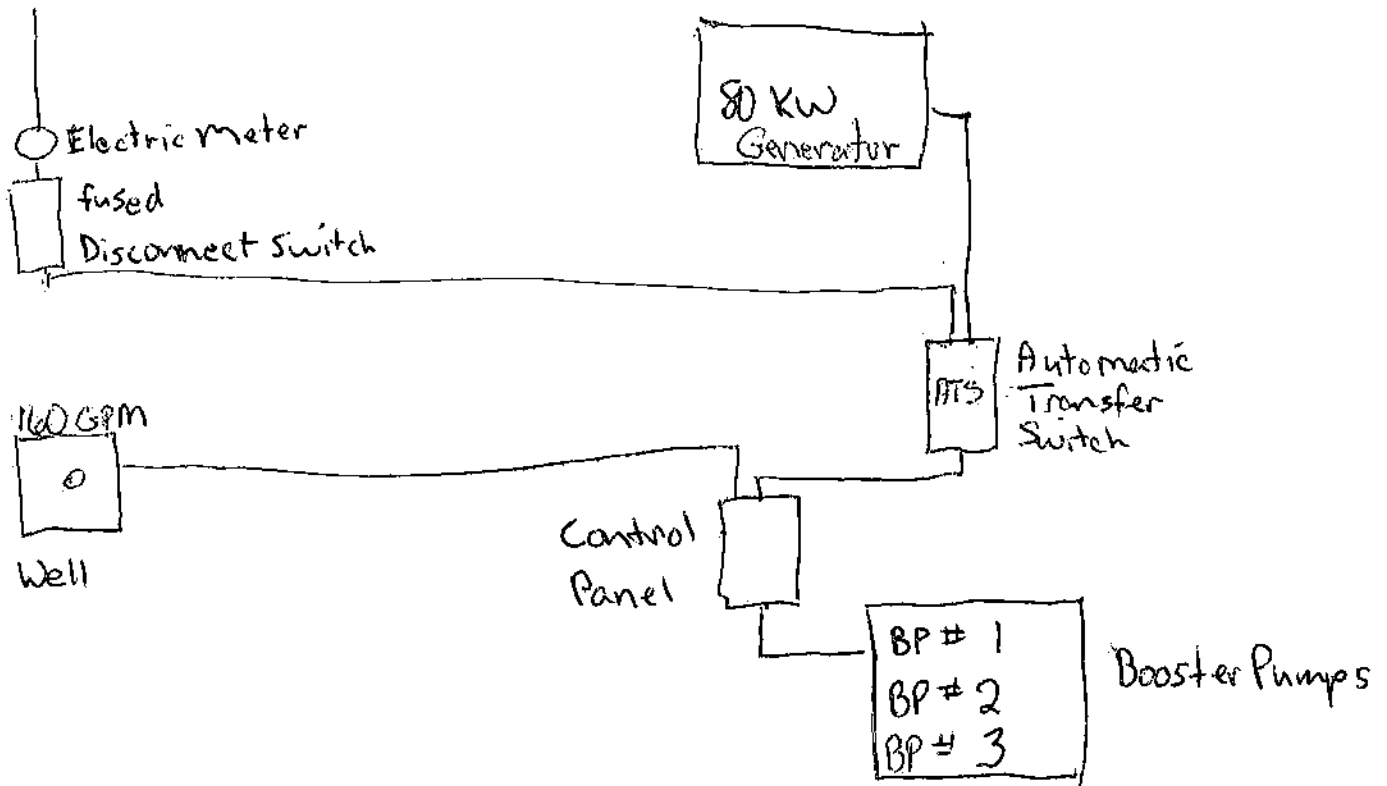 80 KW
Generator
Electric Meter
fused
Disconnect Switch
ATS
Automatic
Transfer
Switch
160 GPM
Well
Control
Panel
BP # 1
BP # 2
BP # 3
Booster Pumps